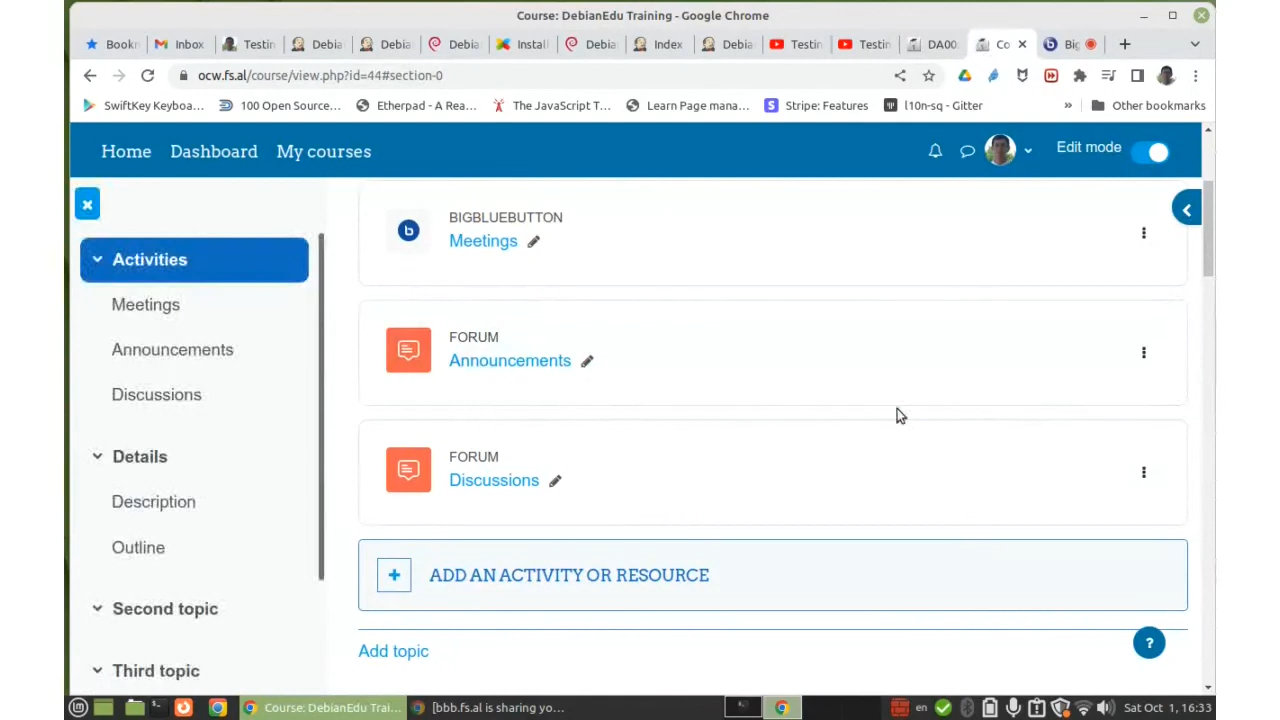 Course: DebianEdu Training - Google Chrome
Bookr
Inbox
Testin
Debia
Debia
Debia
Install
Debia
Index
Debia
Testin
Testin
DA00
Co
Big
ocw.fs.al/course/view.php?id=44#section-0
SwiftKey Keyboa...
100 Open Source...
Etherpad - A Rea...
The JavaScript T...
Learn Page mana...
Stripe: Features
l10n-sq - Gitter
»
Other bookmarks
Home
Dashboard
My courses
Edit mode
Activities
Meetings
Announcements
Discussions
Details
Description
Outline
Second topic
Third topic
BIGBLUEBUTTON
Meetings
FORUM
Announcements
FORUM
Discussions
+ ADD AN ACTIVITY OR RESOURCE
Add topic
?
Course: DebianEdu Trai...
[bbb.fs.al is sharing yo...
en
Sat Oct 1, 16:33